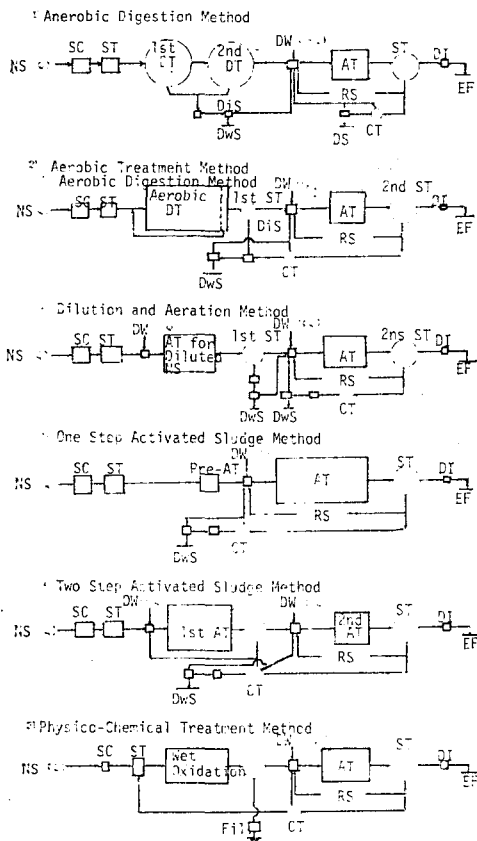 Anerobic Digestion Method
SC ST 1st DT 2nd DT DW AT ST DI
NS RS EF
DiS DwS DS CT
Aerobic Treatment Method
Aerobic Digestion Method
SC ST Aerobic DT 1st ST DW AT 2nd ST DI
NS DiS RS EF
DwS CT
Dilution and Aeration Method
SC ST DW AT for Dilute NS 1st ST DW AT 2ns ST DI
NS RS EF
DwS DwS CT
One Step Activated Sludge Method
SC ST Pre-AT DW AT ST DI
NS RS EF
DwS CT
Two Step Activated Sludge Method
SC ST DW 1st AT DW 2nd AT ST DI
NS RS EF
DwS CT
Physico-Chemical Treatment Method
SC ST Wet Oxidation DW AT ST DI
NS RS EF
Fil CT